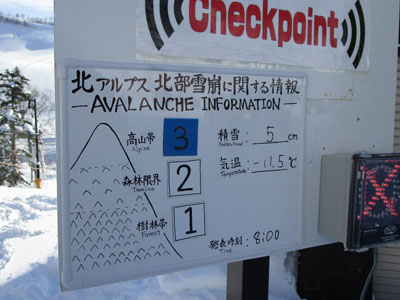 Checkpoint
北アルプス北部雪崩に関する情報
— AVALANCHE INFORMATION —
高山帯 3 積雪: 5 cm
Alpine
森林限界 2 気温: -11.5℃
Treeline Temperature:
樹林帯 1
Forest
発表時刻: 8:00
Time